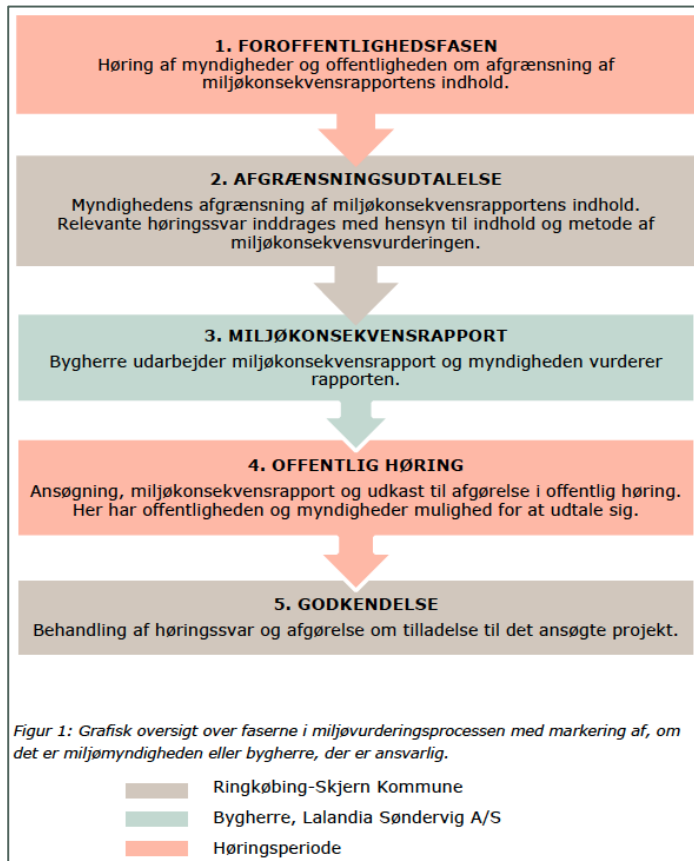 1. FOROFFENTLIGHEDSFASEN
Høring af myndigheder og offentligheden om afgrænsning af
miljøkonsekvensrapportens indhold.
2. AFGRÆNSNINGSUDTALELSE
Myndighedens afgrænsning af miljøkonsekvensrapportens indhold.
Relevante høringssvar inddrages med hensyn til indhold og metode af
miljøkonsekvensvurderingen.
3. MILJØKONSEKVENSRAPPORT
Bygherre udarbejder miljøkonsekvensrapport og myndigheden vurderer
rapporten.
4. OFFENTLIG HØRING
Ansøgning, miljøkonsekvensrapport og udkast til afgørelse i offentlig høring.
Her har offentligheden og myndigheder mulighed for at udtale sig.
5. GODKENDELSE
Behandling af høringssvar og afgørelse om tilladelse til det ansøgte projekt.
Figur 1: Grafisk oversigt over faserne i miljøvurderingsprocessen med markering af, om
det er miljømyndigheden eller bygherre, der er ansvarlig.
Ringkøbing-Skjern Kommune
Bygherre, Lalandia Søndervig A/S
Høringsperiode